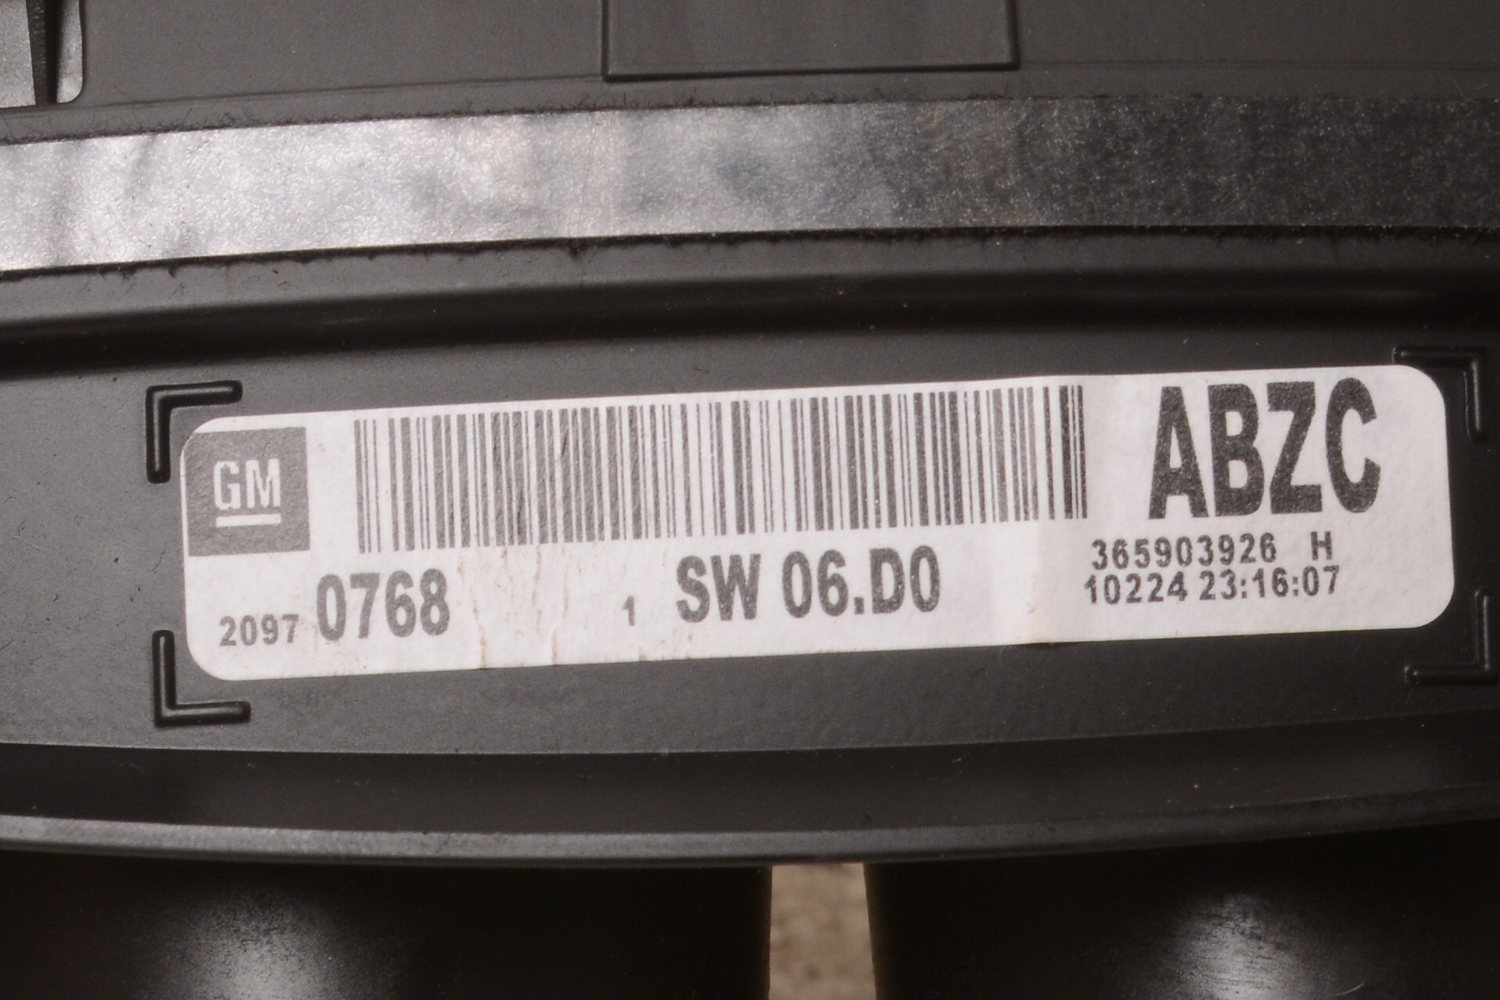 GM
ABZC
365903926 H
2097 0768 1 SW 06.D0 10224 23:16:07